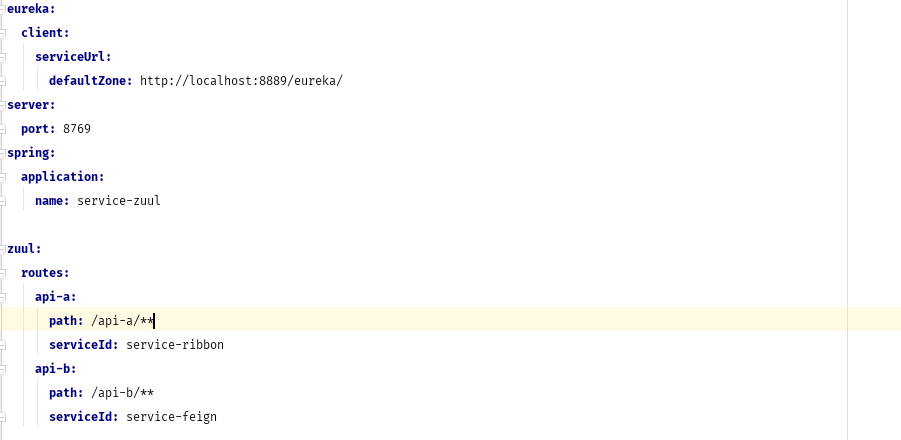 eureka:
  client:
    serviceUrl:
      defaultZone: http://localhost:8889/eureka/
server:
  port: 8769
spring:
  application:
    name: service-zuul
zuul:
  routes:
    api-a:
      path: /api-a/**
      serviceId: service-ribbon
    api-b:
      path: /api-b/**
      serviceId: service-feign